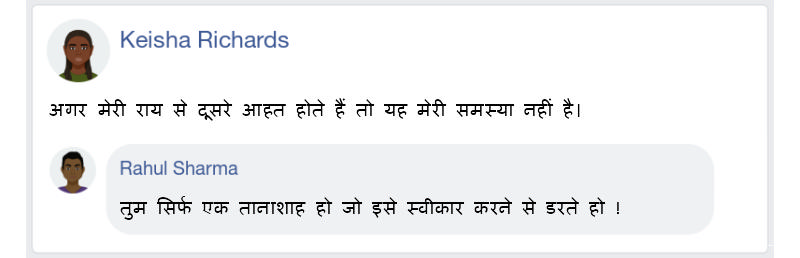 Keisha Richards
अगर मेरी राय से दूसरे आहत होते हैं तो यह मेरी समस्या नहीं है।
Rahul Sharma
तुम सिर्फ एक तानाशाह हो जो इसे स्वीकार करने से डरते हो !